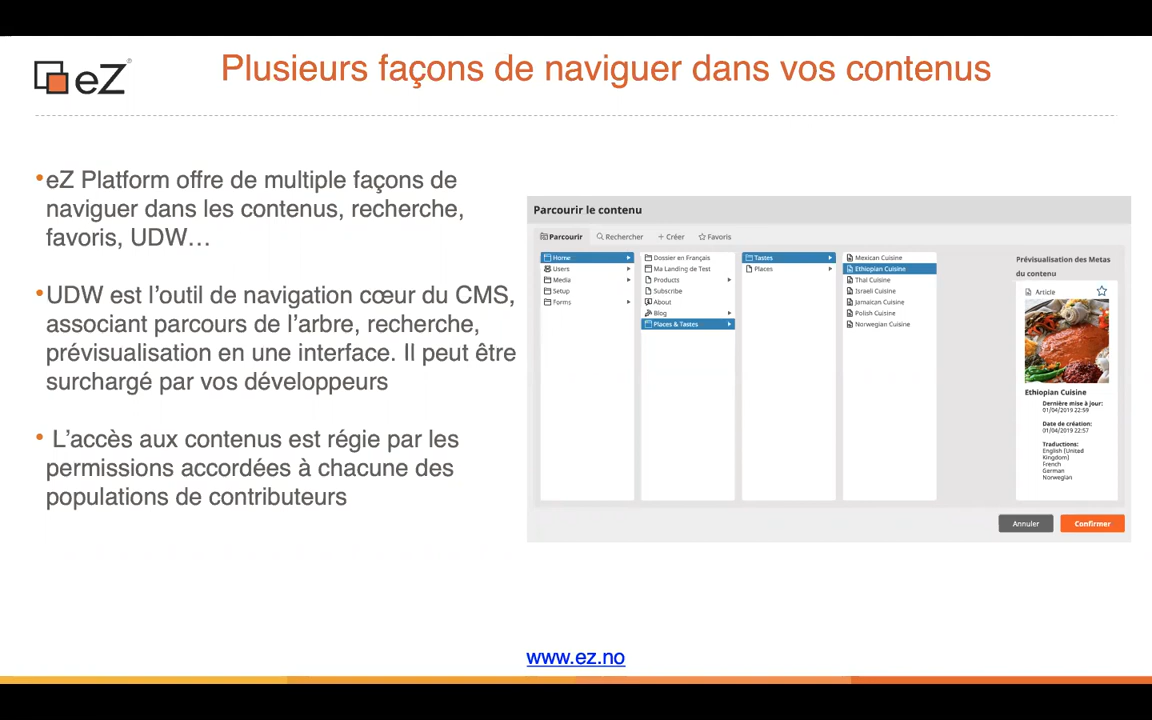 eZ®
Plusieurs façons de naviguer dans vos contenus
•eZ Platform offre de multiple façons de
naviguer dans les contenus, recherche,
favoris, UDW…
•UDW est l'outil de navigation cœur du CMS,
associant parcours de l'arbre, recherche,
prévisualisation en une interface. Il peut être
surchargé par vos développeurs
• L'accès aux contenus est régie par les
permissions accordées à chacune des
populations de contributeurs
Parcourir le contenu
Parcourir
Rechercher
+ Créer
Favoris
Home
Users
Media
Setup
Forms
Dossier en Français
Ma Landing de Test
Products
Subscribe
About
Blog
Places & Tastes
Tastes
Places
Mexican Cuisine
Ethiopian Cuisine
Thai Cuisine
Israeli Cuisine
Jamaican Cuisine
Polish Cuisine
Norwegian Cuisine
Prévisualisation des Metas
du contenu
Article
Ethiopian Cuisine
Dernière mise à jour:
01/04/2019 22:59
Date de création:
01/04/2019 22:57
Traductions:
English (United
Kingdom)
French
German
Norwegian
Annuler
Confirmer
www.ez.no